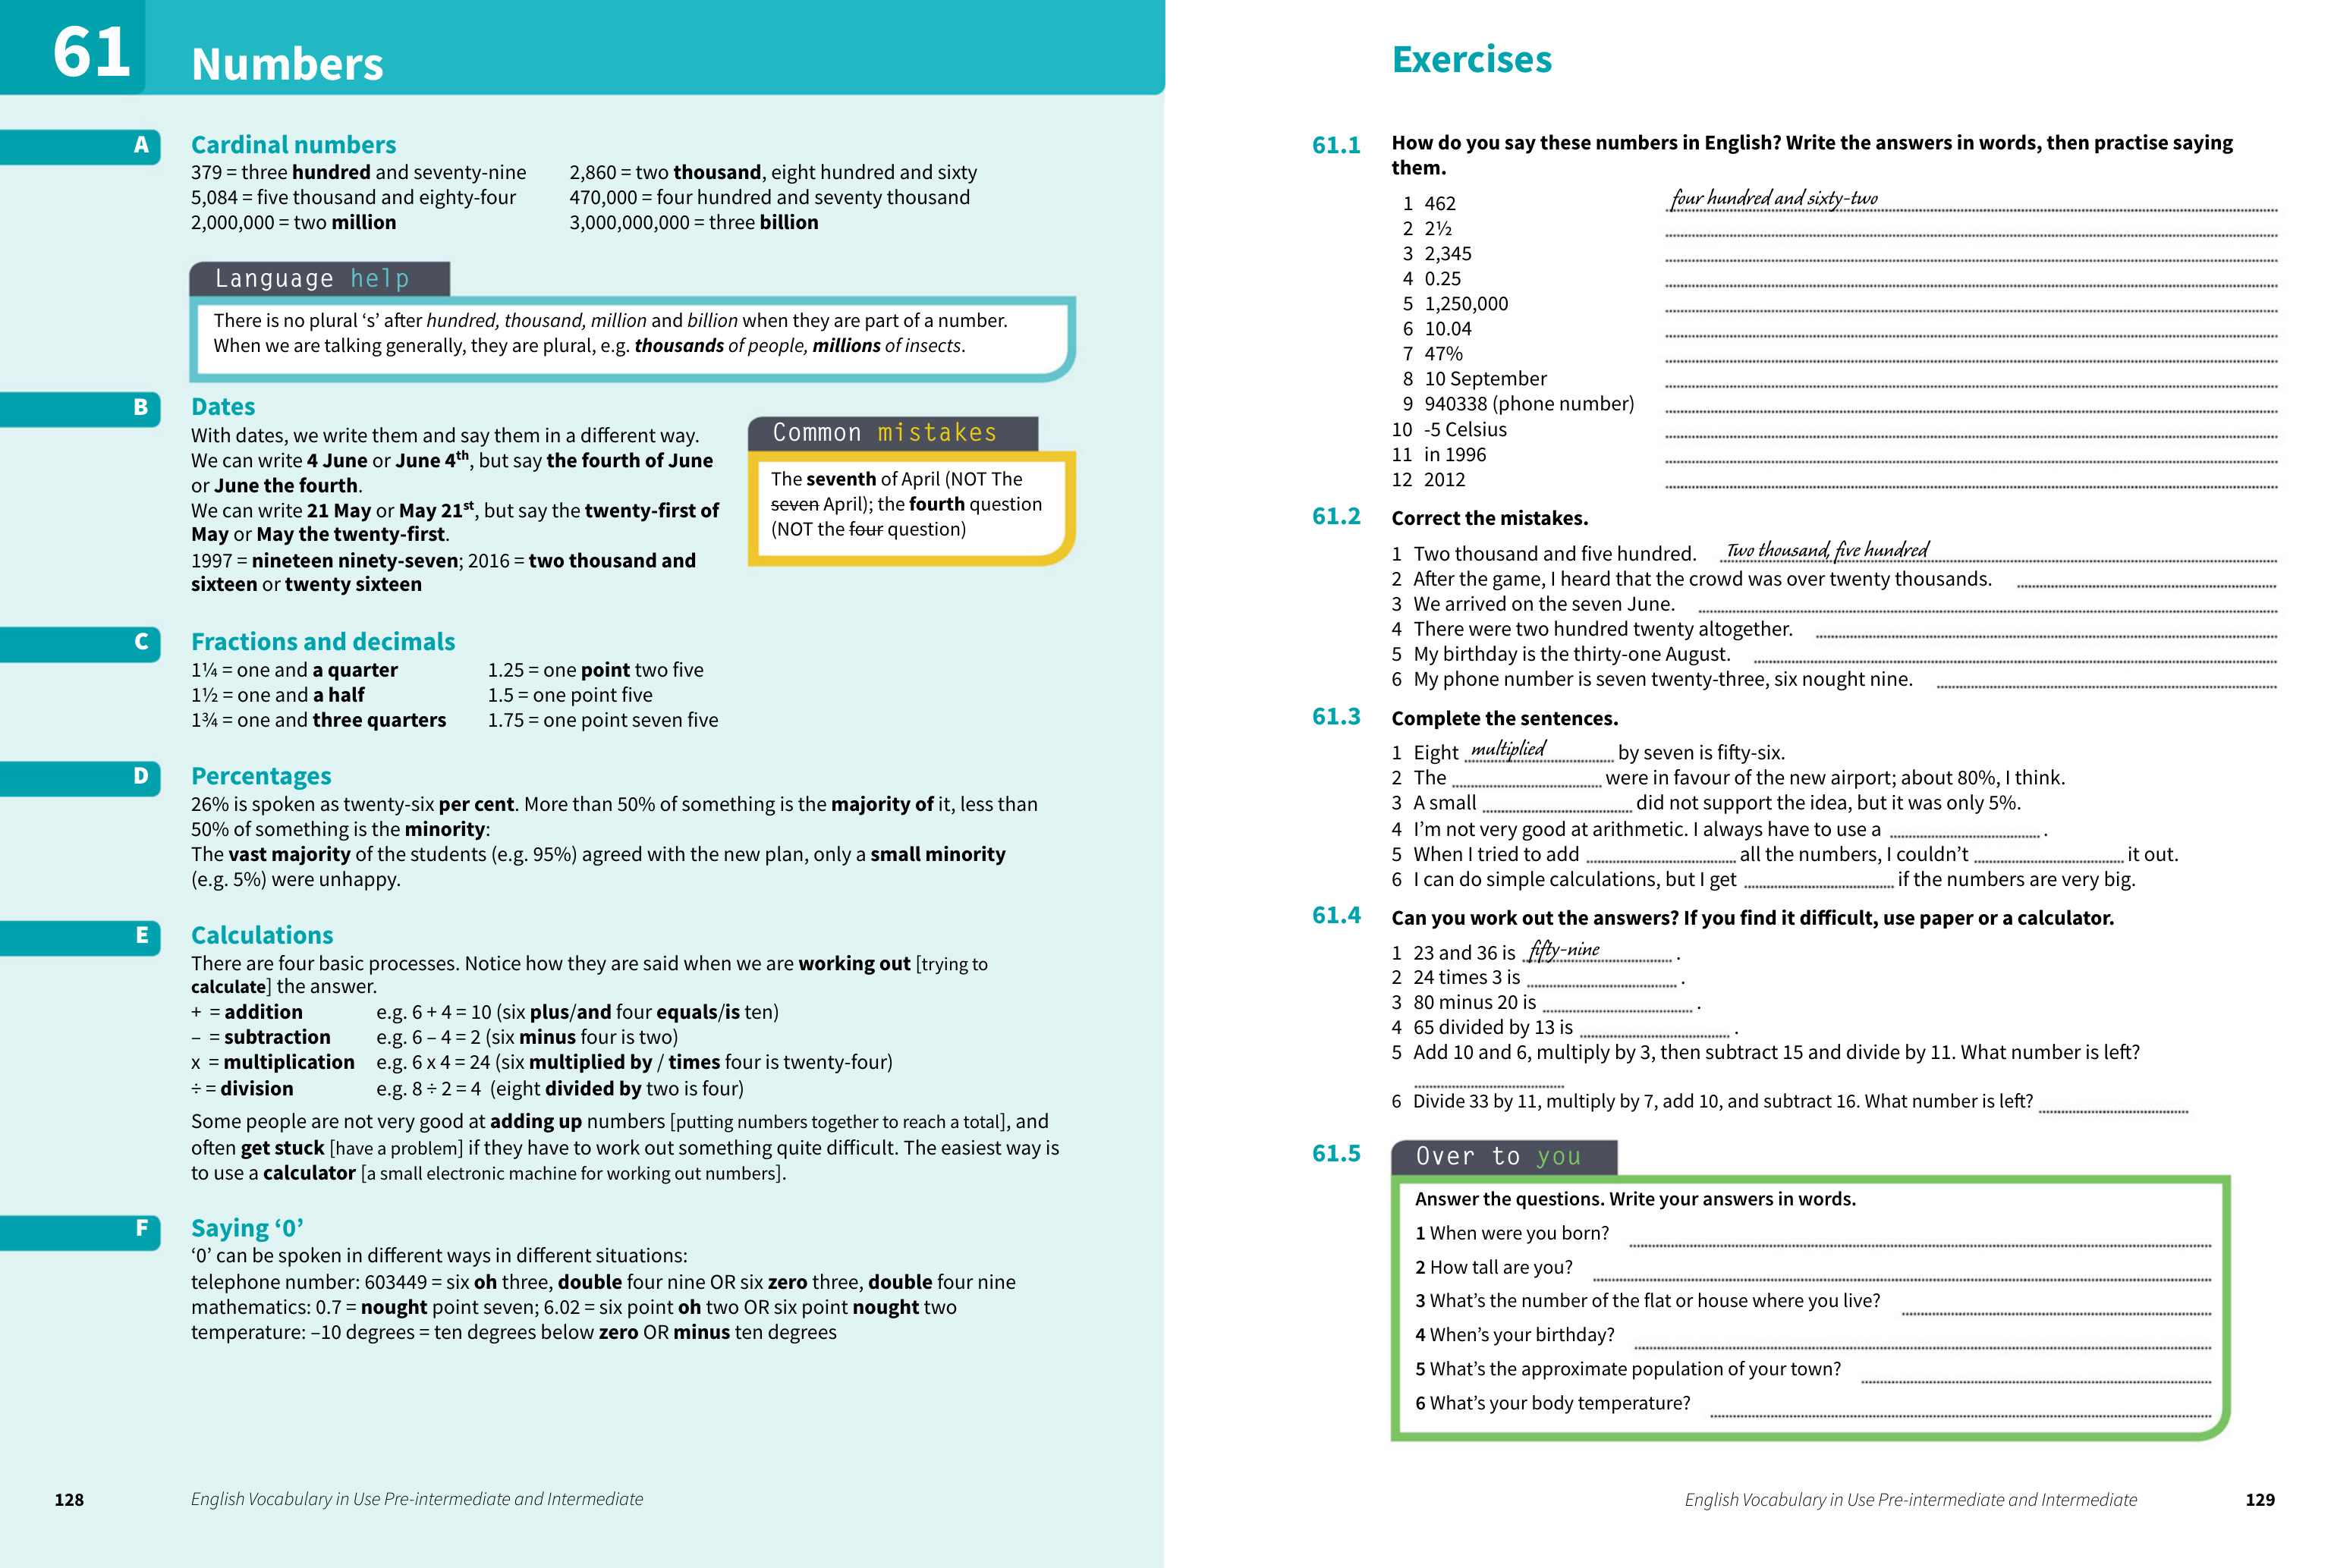 61
Numbers
A
Cardinal numbers
379 = three hundred and seventy-nine
2,860 = two thousand, eight hundred and sixty
5,084 = five thousand and eighty-four
470,000 = four hundred and seventy thousand
2,000,000 = two million
3,000,000,000 = three billion
Language help
There is no plural ‘s’ after hundred, thousand, million and billion when they are part of a number.
When we are talking generally, they are plural, e.g. thousands of people, millions of insects.
B
Dates
With dates, we write them and say them in a different way.
We can write 4 June or June 4th, but say the fourth of June
or June the fourth.
We can write 21 May or May 21st, but say the twenty-first of
May or May the twenty-first.
1997 = nineteen ninety-seven; 2016 = two thousand and
sixteen or twenty sixteen
Common mistakes
The seventh of April (NOT The
seven April); the fourth question
(NOT the four question)
C
Fractions and decimals
1¼ = one and a quarter
1.25 = one point two five
1½ = one and a half
1.5 = one point five
1¾ = one and three quarters
1.75 = one point seven five
D
Percentages
26% is spoken as twenty-six per cent. More than 50% of something is the majority of it, less than
50% of something is the minority:
The vast majority of the students (e.g. 95%) agreed with the new plan, only a small minority
(e.g. 5%) were unhappy.
E
Calculations
There are four basic processes. Notice how they are said when we are working out [trying to
calculate] the answer.
+ = addition e.g. 6 + 4 = 10 (six plus/and four equals/is ten)
– = subtraction e.g. 6 – 4 = 2 (six minus four is two)
x = multiplication e.g. 6 x 4 = 24 (six multiplied by / times four is twenty-four)
÷ = division e.g. 8 ÷ 2 = 4 (eight divided by two is four)
Some people are not very good at adding up numbers [putting numbers together to reach a total], and
often get stuck [have a problem] if they have to work out something quite difficult. The easiest way is
to use a calculator [a small electronic machine for working out numbers].
F
Saying ‘0’
‘0’ can be spoken in different ways in different situations:
telephone number: 603449 = six oh three, double four nine OR six zero three, double four nine
mathematics: 0.7 = nought point seven; 6.02 = six point oh two OR six point nought two
temperature: –10 degrees = ten degrees below zero OR minus ten degrees
128
English Vocabulary in Use Pre-intermediate and Intermediate
Exercises
61.1
How do you say these numbers in English? Write the answers in words, then practise saying
them.
1 462 four hundred and sixty-two
2 2½
3 2,345
4 0.25
5 1,250,000
6 10.04
7 47%
8 10 September
9 940338 (phone number)
10 -5 Celsius
11 in 1996
12 2012
61.2
Correct the mistakes.
1 Two thousand and five hundred. Two thousand, five hundred
2 After the game, I heard that the crowd was over twenty thousands.
3 We arrived on the seven June.
4 There were two hundred twenty altogether.
5 My birthday is the thirty-one August.
6 My phone number is seven twenty-three, six nought nine.
61.3
Complete the sentences.
1 Eight multiplied by seven is fifty-six.
2 The were in favour of the new airport; about 80%, I think.
3 A small did not support the idea, but it was only 5%.
4 I’m not very good at arithmetic. I always have to use a .
5 When I tried to add all the numbers, I couldn’t it out.
6 I can do simple calculations, but I get if the numbers are very big.
61.4
Can you work out the answers? If you find it difficult, use paper or a calculator.
1 23 and 36 is fifty-nine .
2 24 times 3 is .
3 80 minus 20 is .
4 65 divided by 13 is .
5 Add 10 and 6, multiply by 3, then subtract 15 and divide by 11. What number is left?
6 Divide 33 by 11, multiply by 7, add 10, and subtract 16. What number is left?
61.5
Over to you
Answer the questions. Write your answers in words.
1 When were you born?
2 How tall are you?
3 What’s the number of the flat or house where you live?
4 When’s your birthday?
5 What’s the approximate population of your town?
6 What’s your body temperature?
English Vocabulary in Use Pre-intermediate and Intermediate
129